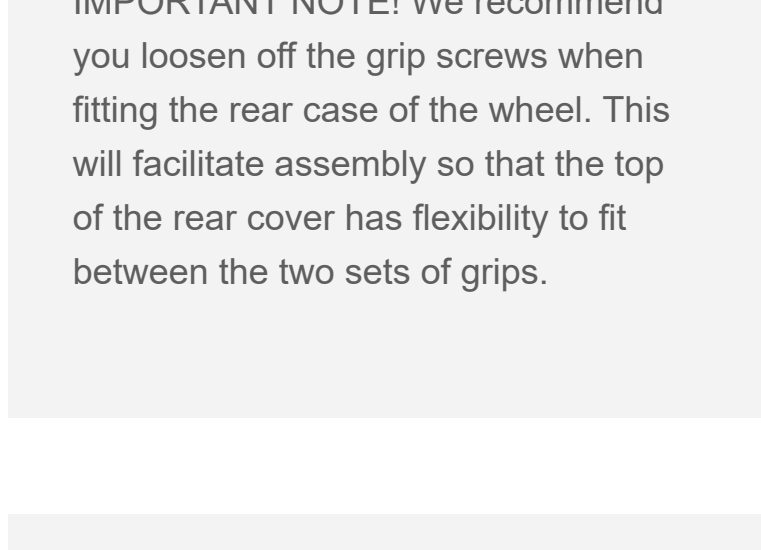 IMPORTANT NOTE! We recommend
you loosen off the grip screws when
fitting the rear case of the wheel. This
will facilitate assembly so that the top
of the rear cover has flexibility to fit
between the two sets of grips.